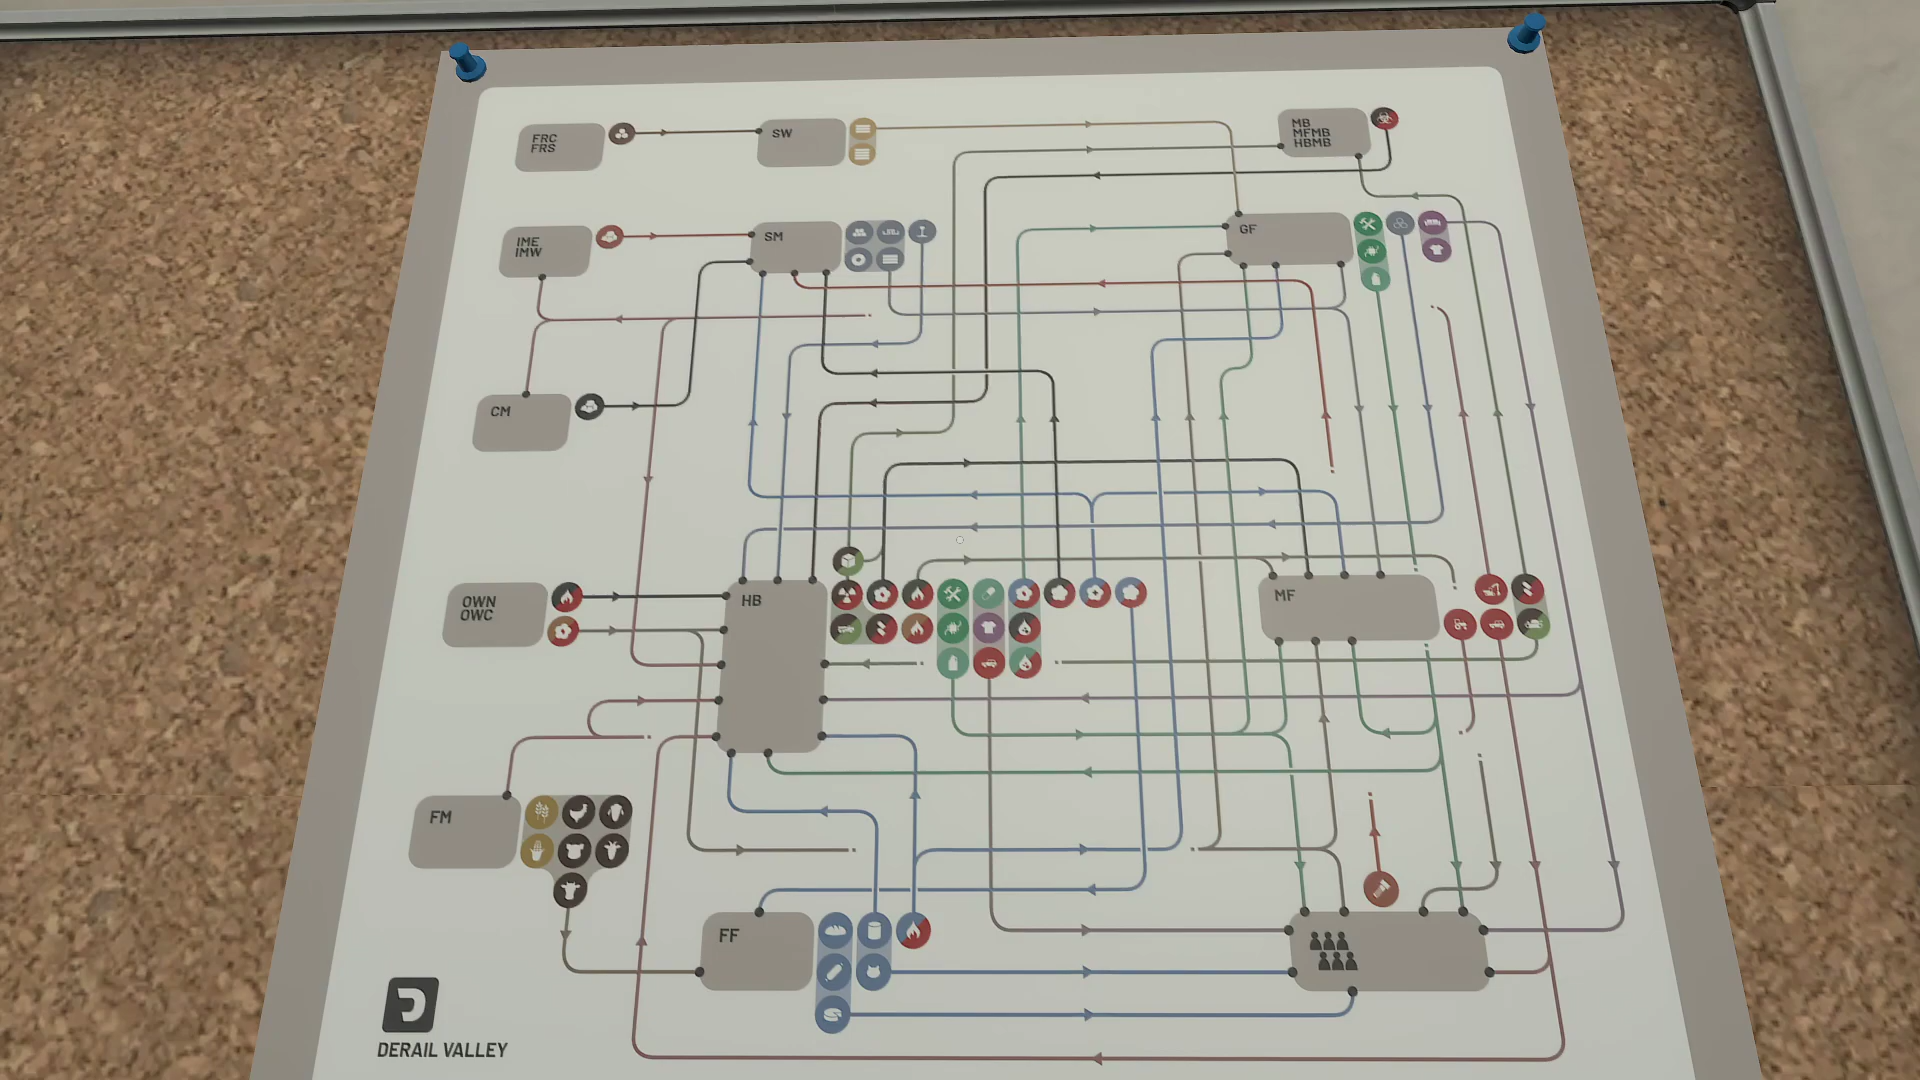 FRC
FRS
SW
MB
MFMB
HBMB
IME
IMW
SM
GF
CM
OWN
OWC
HB
MF
FM
FF
DERAIL VALLEY